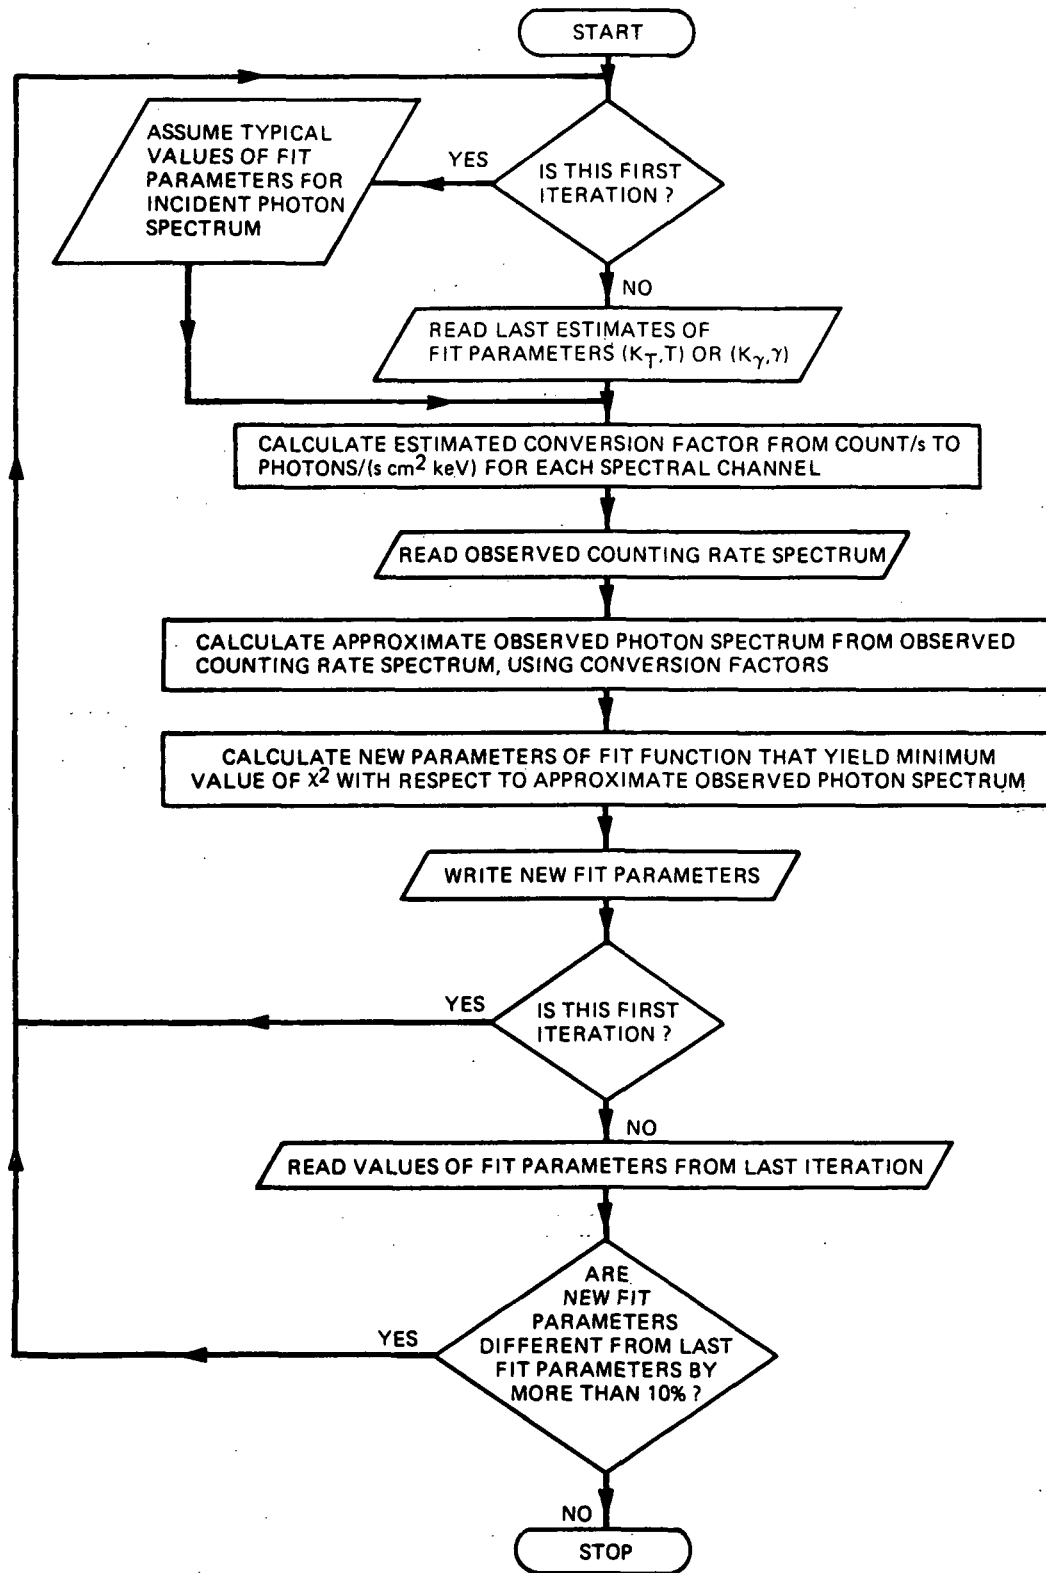 START
IS THIS FIRST
ITERATION ?
YES
ASSUME TYPICAL
VALUES OF FIT
PARAMETERS FOR
INCIDENT PHOTON
SPECTRUM
NO
READ LAST ESTIMATES OF
FIT PARAMETERS (K_T,T) OR (K_γ,γ)
CALCULATE ESTIMATED CONVERSION FACTOR FROM COUNT/s TO
PHOTONS/(s cm² keV) FOR EACH SPECTRAL CHANNEL
READ OBSERVED COUNTING RATE SPECTRUM
CALCULATE APPROXIMATE OBSERVED PHOTON SPECTRUM FROM OBSERVED
COUNTING RATE SPECTRUM, USING CONVERSION FACTORS
CALCULATE NEW PARAMETERS OF FIT FUNCTION THAT YIELD MINIMUM
VALUE OF χ² WITH RESPECT TO APPROXIMATE OBSERVED PHOTON SPECTRUM
WRITE NEW FIT PARAMETERS
YES
IS THIS FIRST
ITERATION ?
NO
READ VALUES OF FIT PARAMETERS FROM LAST ITERATION
ARE
NEW FIT
PARAMETERS
DIFFERENT FROM LAST
FIT PARAMETERS BY
MORE THAN 10% ?
YES
NO
STOP